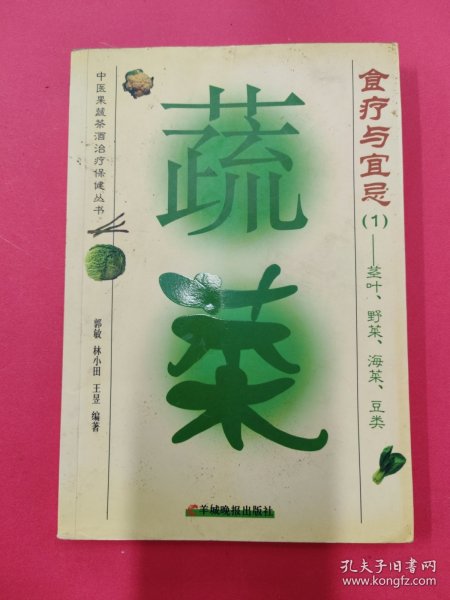 中医果蔬茶酒治疗保健丛书
蔬菜
食疗与宜忌
(1)——茎叶、野菜、海菜、豆类
郭敏 林小田 王昱 编著
羊城晚报出版社
孔夫子旧书网
www.kongfz.com